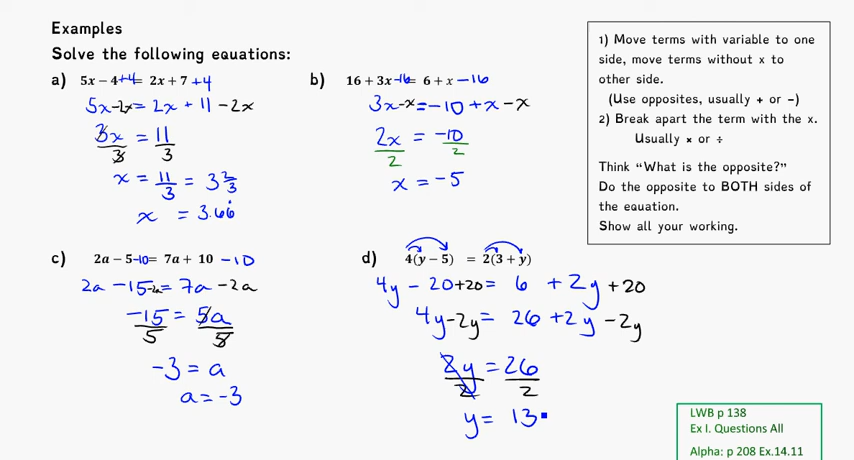 Examples
Solve the following equations:
a) 5x − 4+4= 2x + 7 +4
5x-2x= 2x + 11 -2x
3x/3 = 11/3
x = 11/3 = 3 2/3
x = 3.66̇
b) 16 + 3x-16= 6 + x -16
3x-x= -10 + x - x
2x/2 = -10/2
x = -5
c) 2a − 5-10= 7a + 10 -10
2a -15-2a= 7a -2a
-15/5 = 5a/5
-3 = a
a = -3
d) 4(y − 5) = 2(3 + y)
4y - 20+20= 6 + 2y +20
4y-2y= 26 +2y -2y
2y/2 = 26/2
y = 13
1) Move terms with variable to one
side, move terms without x to
other side.
(Use opposites, usually + or −)
2) Break apart the term with the x.
Usually × or ÷
Think “What is the opposite?”
Do the opposite to BOTH sides of
the equation.
Show all your working.
LWB p 138
Ex I. Questions All
Alpha: p 208 Ex.14.11